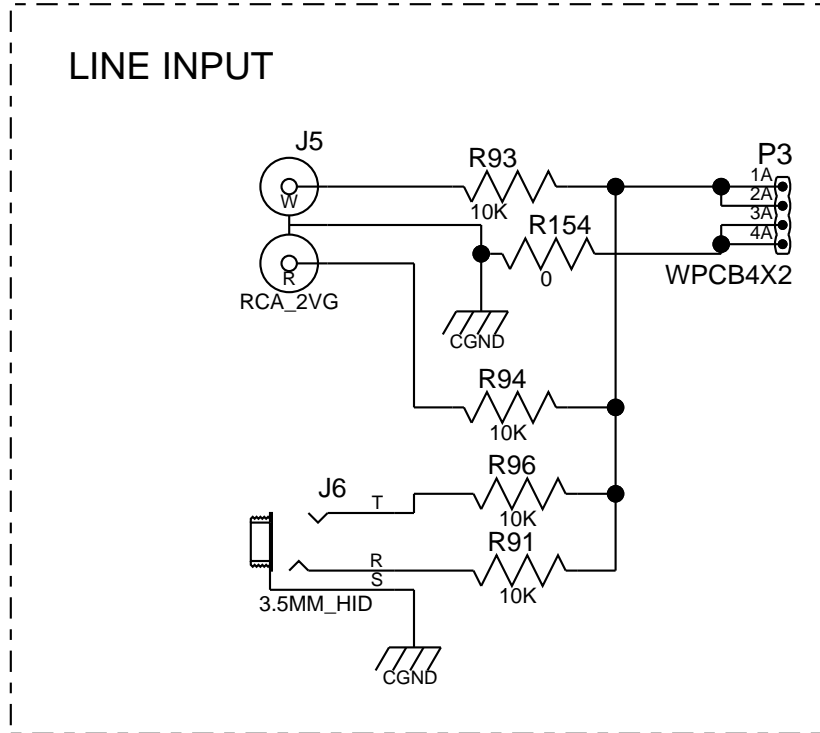 LINE INPUT
J5
W
R
RCA_2VG
R93
10K
R154
0
CGND
P3
1A
2A
3A
4A
WPCB4X2
R94
10K
J6
T
R
S
3.5MM_HID
R96
10K
R91
10K
CGND